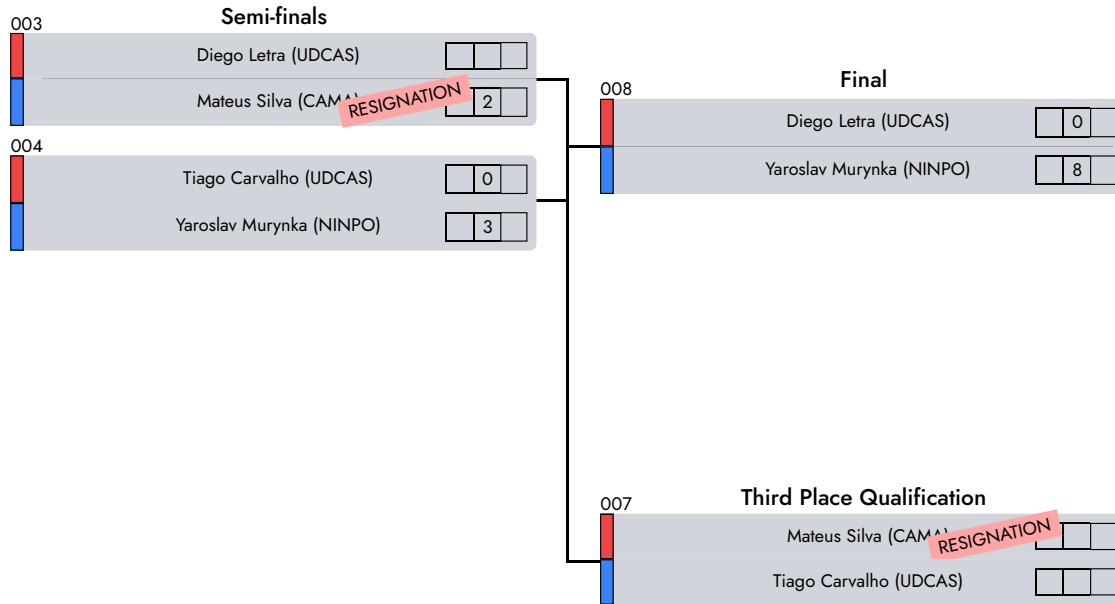 Semi-finals
003
Diego Letra (UDCAS)
Mateus Silva (CAMA)
RESIGNATION
2
004
Tiago Carvalho (UDCAS)
0
Yaroslav Murynka (NINPO)
3
Final
008
Diego Letra (UDCAS)
0
Yaroslav Murynka (NINPO)
8
Third Place Qualification
007
Mateus Silva (CAMA)
RESIGNATION
Tiago Carvalho (UDCAS)